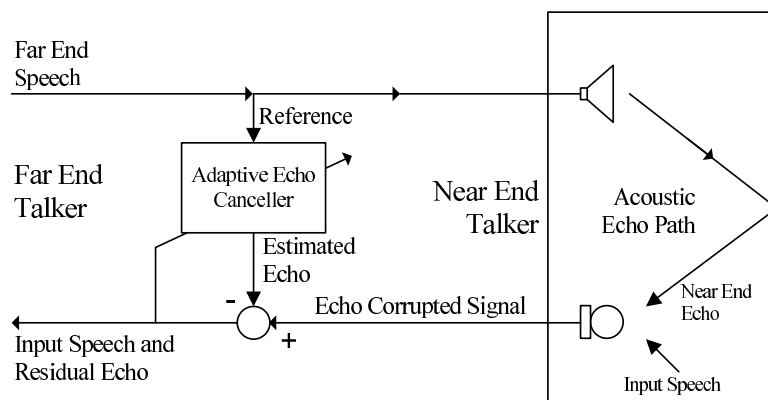 Far End
Speech
Reference
Far End
Talker
Adaptive Echo
Canceller
Near End
Talker
Acoustic
Echo Path
Estimated
Echo
-
+
Echo Corrupted Signal
Near End
Echo
Input Speech and
Residual Echo
Input Speech